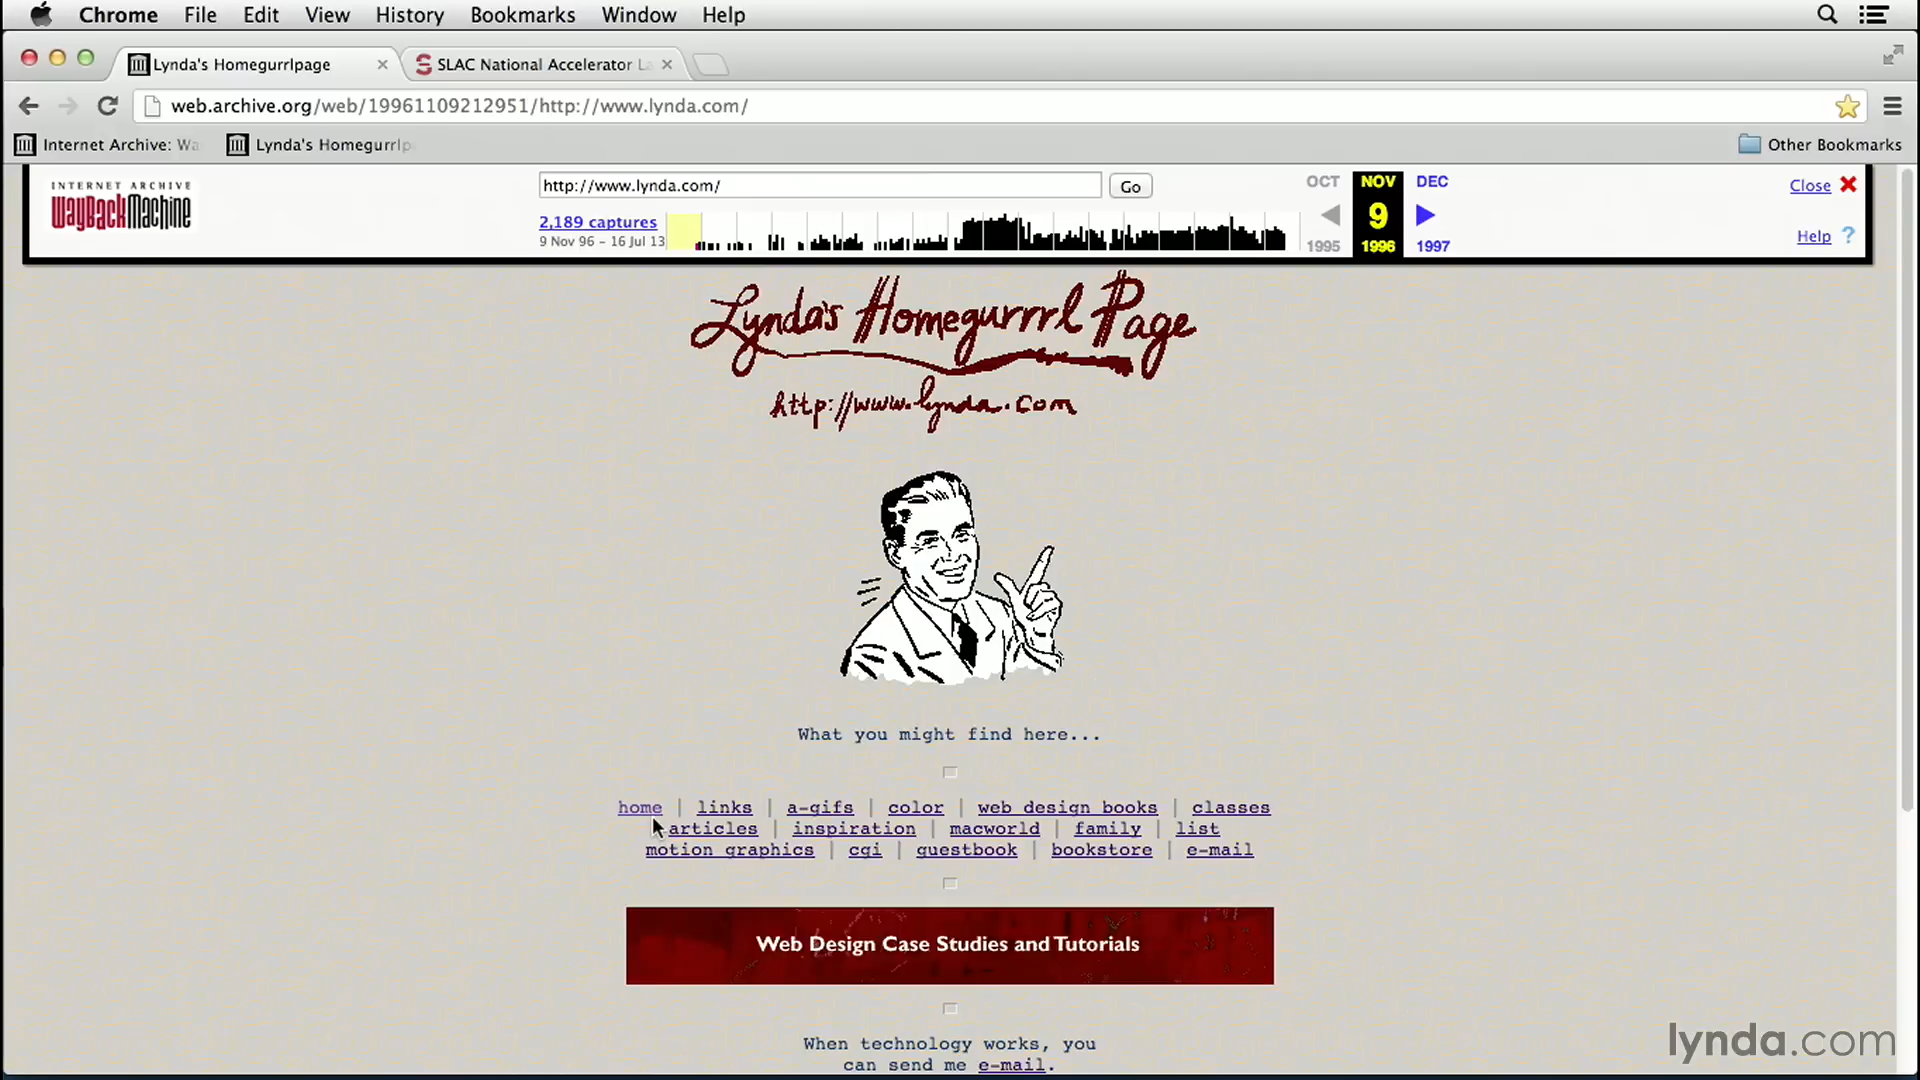 Chrome File Edit View History Bookmarks Window Help
Lynda's Homegurrlpage SLAC National Accelerator La
web.archive.org/web/19961109212951/http://www.lynda.com/
Internet Archive: Wa Lynda's Homegurrlp Other Bookmarks
INTERNET ARCHIVE
WayBackMachine
http://www.lynda.com/ Go
2,189 captures
9 Nov 96 – 16 Jul 13
OCT NOV DEC
9
1995 1996 1997
Close
Help ?
Lynda's Homegurrrl Page
http://www.lynda.com
What you might find here...
home | links | a-gifs | color | web design books | classes
articles | inspiration | macworld | family | list
motion graphics | cgi | guestbook | bookstore | e-mail
Web Design Case Studies and Tutorials
When technology works, you
can send me e-mail.
lynda.com